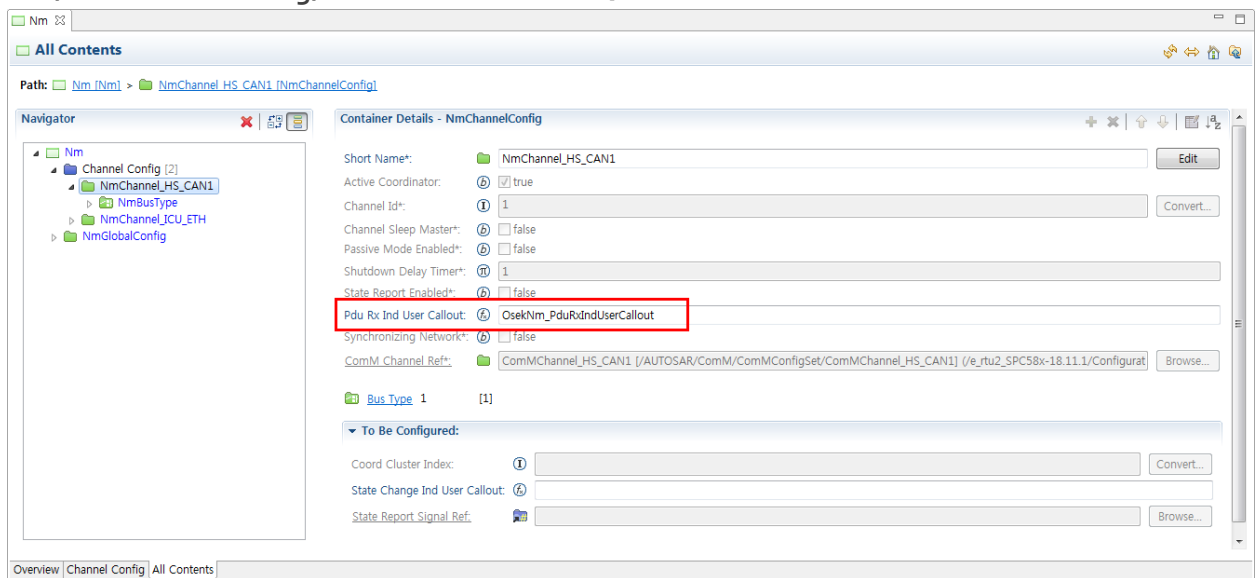 Nm
All Contents
Path: Nm [Nm] > NmChannel_HS_CAN1 [NmChannelConfig]
Navigator
Nm
Channel Config [2]
NmChannel_HS_CAN1
NmBusType
NmChannel_ICU_ETH
NmGlobalConfig
Container Details - NmChannelConfig
Short Name*: NmChannel_HS_CAN1 Edit
Active Coordinator: true
Channel Id*: 1 Convert...
Channel Sleep Master*: false
Passive Mode Enabled*: false
Shutdown Delay Timer*: 1
State Report Enabled*: false
Pdu Rx Ind User Callout: OsekNm_PduRxIndUserCallout
Synchronizing Network*: false
ComM Channel Ref*: ComMChannel_HS_CAN1 [/AUTOSAR/ComM/ComMConfigSet/ComMChannel_HS_CAN1] (/e_rtu2_SPC58x-18.11.1/Configurat Browse...
Bus Type 1 [1]
To Be Configured:
Coord Cluster Index: Convert...
State Change Ind User Callout:
State Report Signal Ref: Browse...
Overview Channel Config All Contents